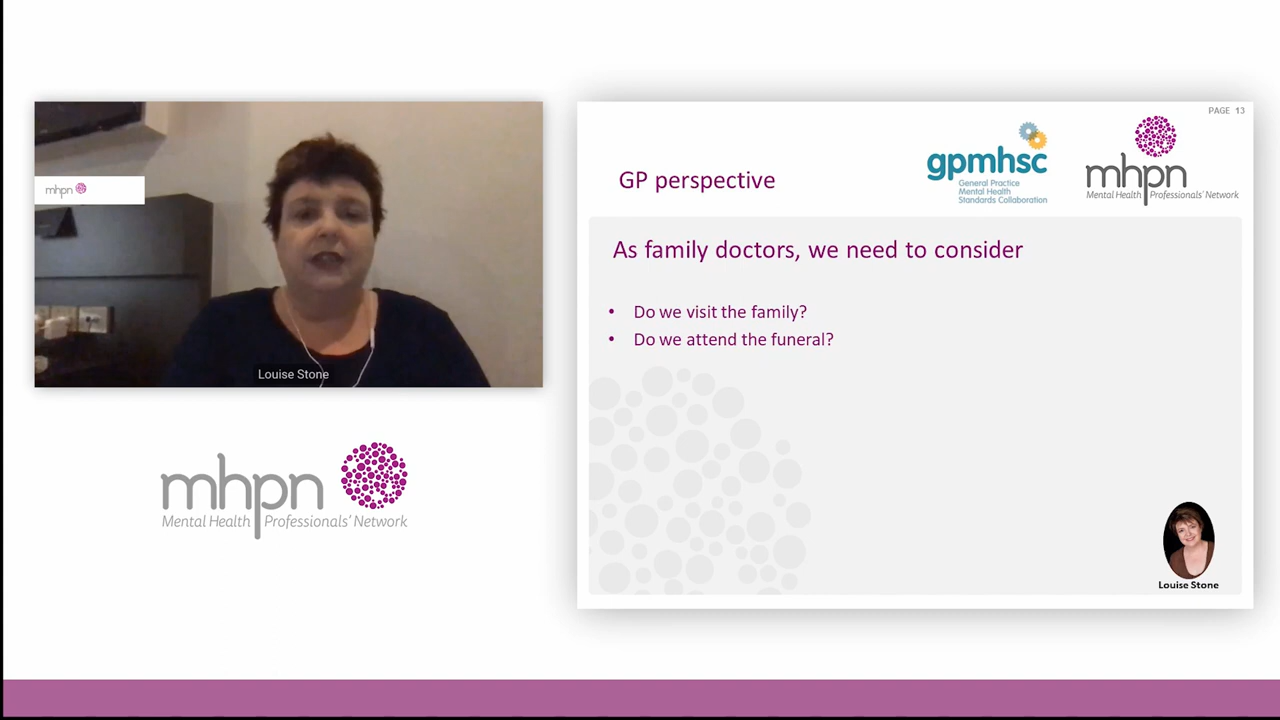 mhpn
Louise Stone
mhpn
Mental Health Professionals' Network
PAGE 13
GP perspective
gpmhsc
General Practice
Mental Health
Standards Collaboration
mhpn
Mental Health Professionals' Network
As family doctors, we need to consider
• Do we visit the family?
• Do we attend the funeral?
Louise Stone